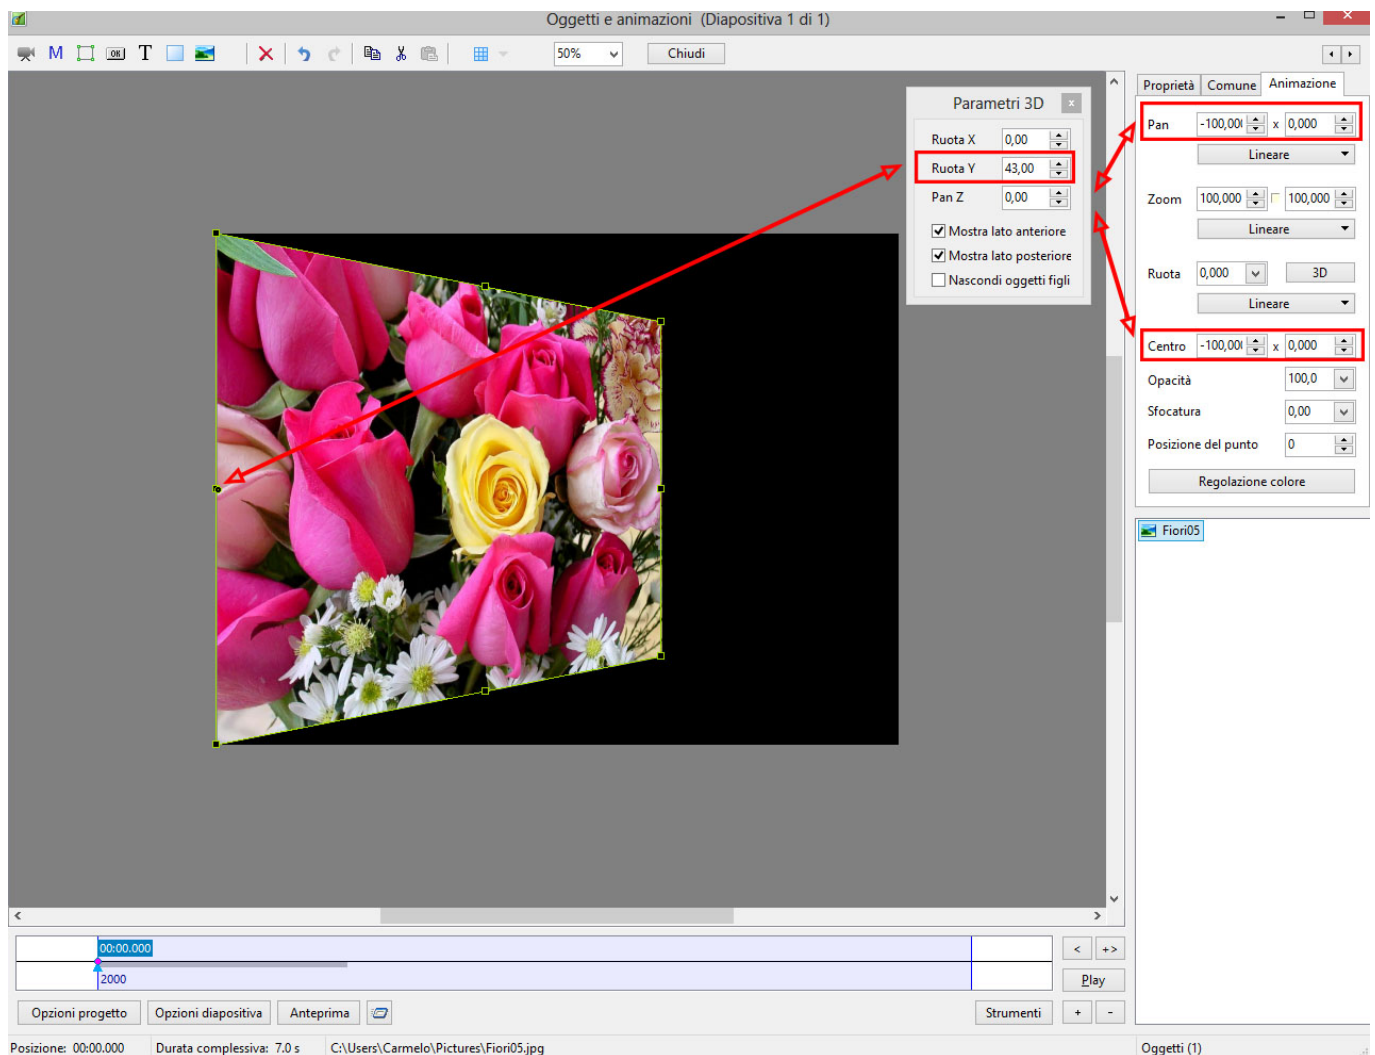 Oggetti e animazioni (Diapositiva 1 di 1)
M OK T 50% Chiudi
Proprietà Comune Animazione
Pan -100,00 x 0,000
Lineare
Zoom 100,000 100,000
Lineare
Ruota 0,000 3D
Lineare
Centro -100,00 x 0,000
Opacità 100,0
Sfocatura 0,00
Posizione del punto 0
Regolazione colore
Parametri 3D x
Ruota X 0,00
Ruota Y 43,00
Pan Z 0,00
Mostra lato anteriore
Mostra lato posteriore
Nascondi oggetti figli
Fiori05
00:00.000
2000
< +>
Play
Opzioni progetto Opzioni diapositiva Anteprima Strumenti + -
Posizione: 00:00.000 Durata complessiva: 7.0 s C:\Users\Carmelo\Pictures\Fiori05.jpg Oggetti (1)